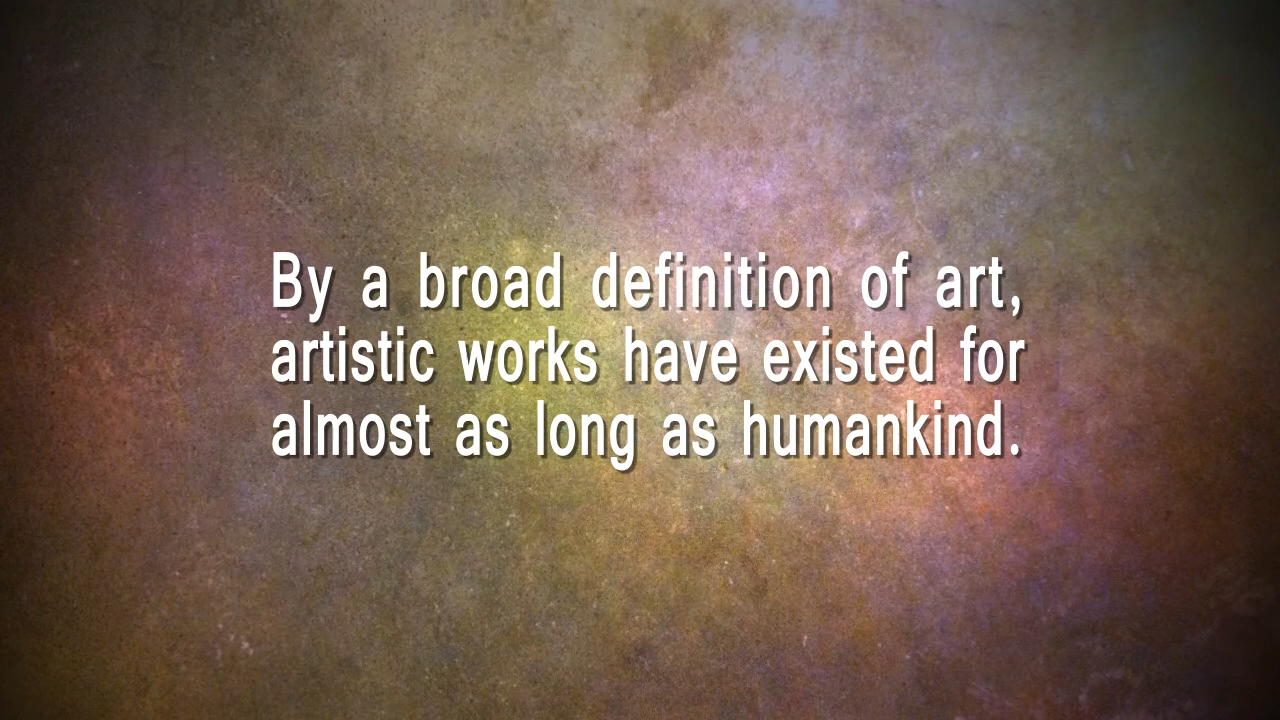 By a broad definition of art,
artistic works have existed for
almost as long as humankind.